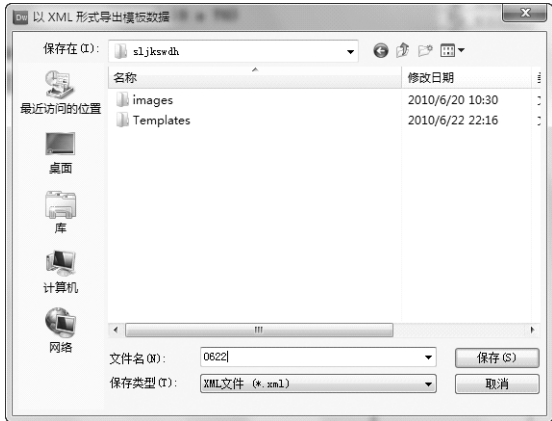 Dw 以 XML 形式导出模板数据
保存在(I): sljkswdh
名称 修改日期
最近访问的位置
images 2010/6/20 10:30
Templates 2010/6/22 22:16
桌面
库
计算机
网络
文件名(N): 0622 保存(S)
保存类型(T): XML文件 (*.xml) 取消